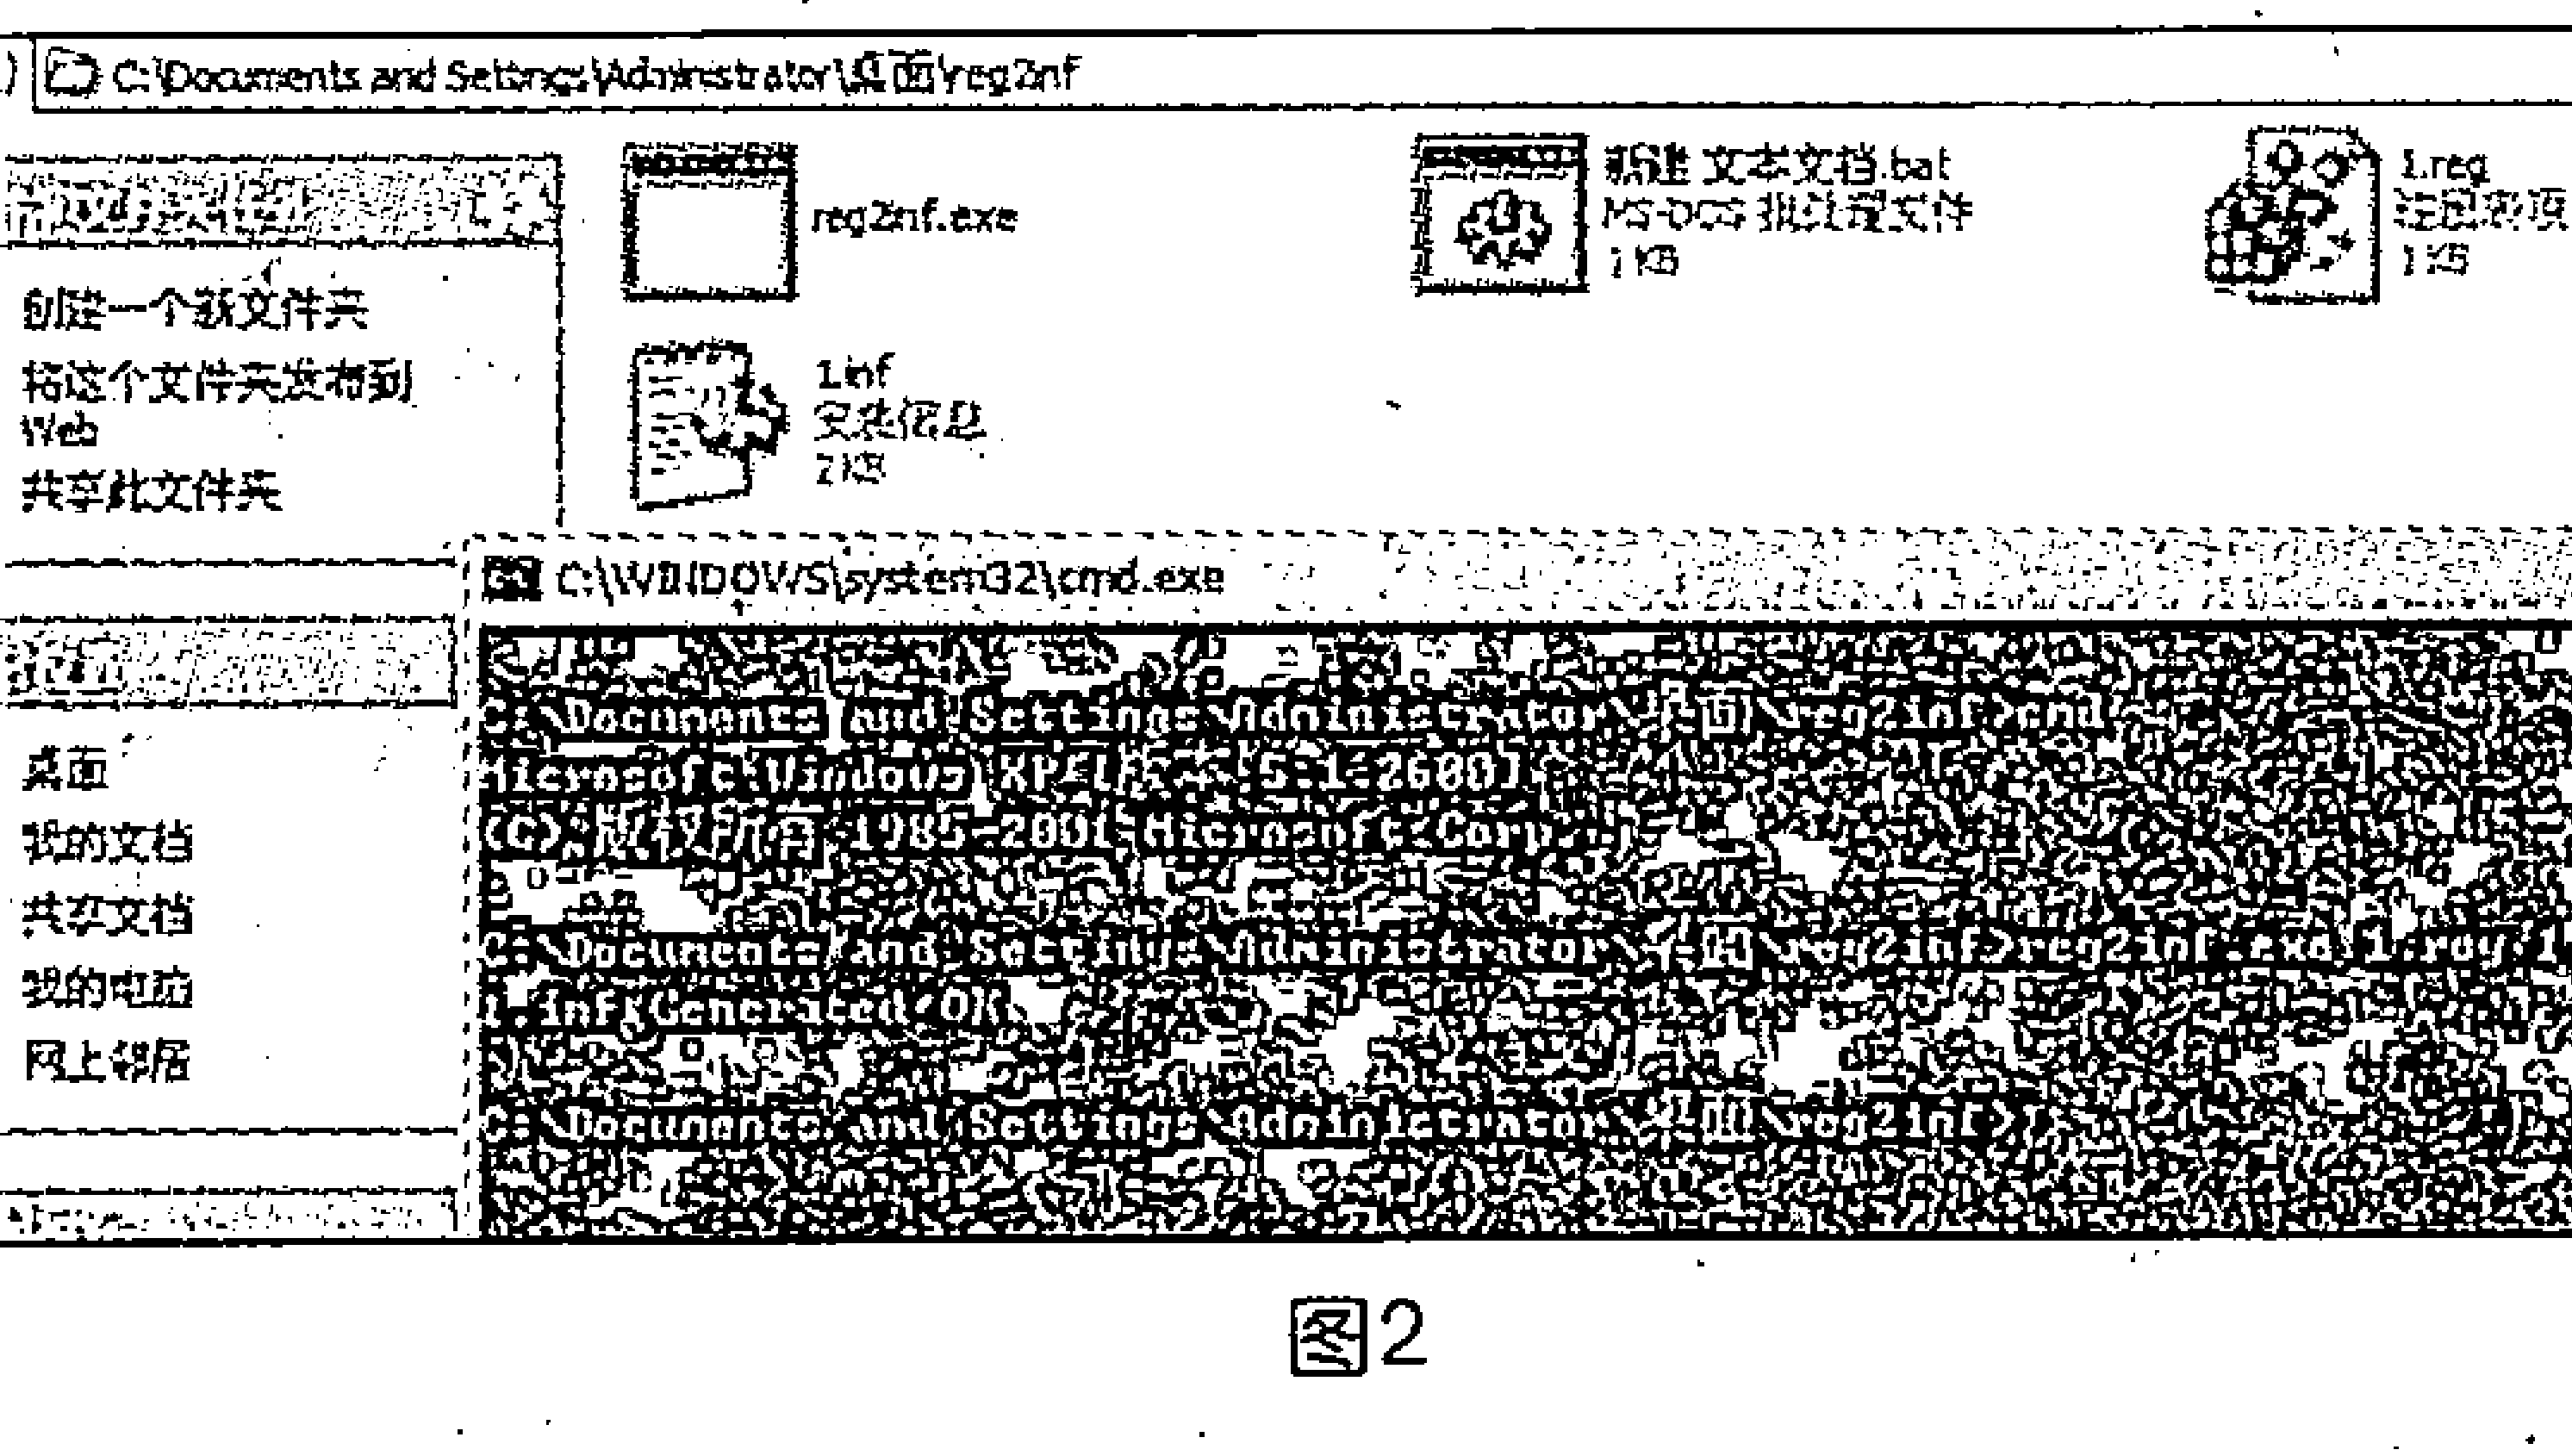 C:\Documents and Settings\Administrator\桌面\reg2inf
reg2inf.exe
新建 文本文档.bat
MS-DOS 批处理文件
1 KB
1.reg
注册表项
1 KB
1.inf
安装信息
2 KB
创建一个新文件夹
将这个文件夹发布到
Web
共享此文件夹
C:\WINDOWS\system32\cmd.exe
桌面
我的文档
共享文档
我的电脑
网上邻居
C:\Documents and Settings\Administrator\桌面\reg2inf>cmd
Microsoft Windows XP 5.1.2600]
(C) 版权所有 1985-2001 Microsoft Corp.
C:\Documents and Settings\Administrator\桌面\reg2inf>reg2inf.exe 1.reg 1
1.inf Generated OK
C:\Documents and Settings\Administrator\桌面\reg2inf>
图2